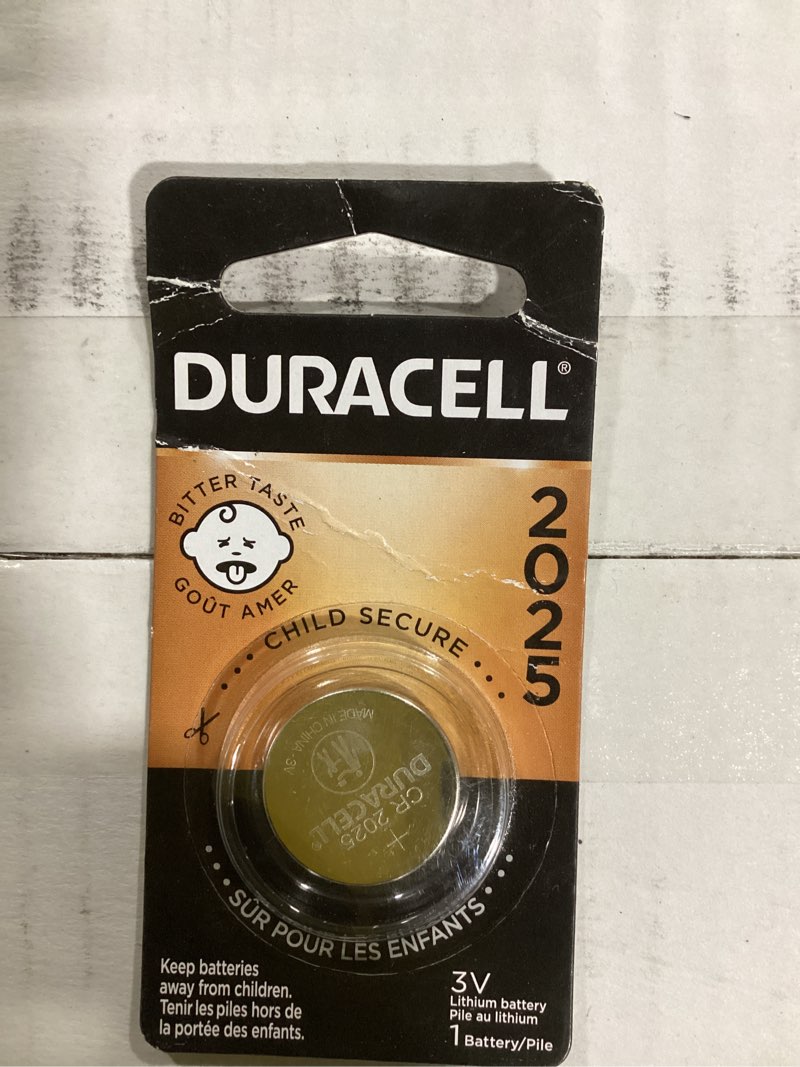 DURACELL®
BITTER TASTE
GOÛT AMER
2025
CHILD SECURE
MADE IN CHINA - 3V
DURACELL®
CR 2025
+
SÛR POUR LES ENFANTS
Keep batteries
away from children.
Tenir les piles hors de
la portée des enfants.
3V
Lithium battery
Pile au lithium
1 Battery/Pile